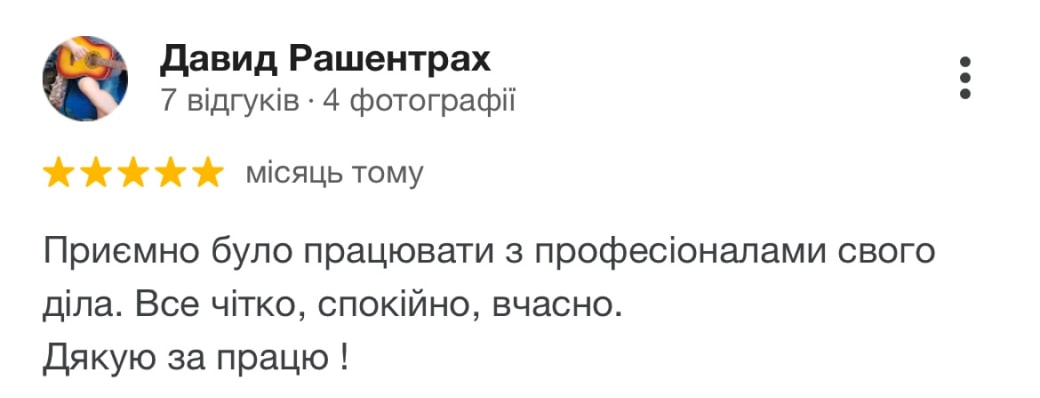 Давид Рашентрах
7 відгуків · 4 фотографії
місяць тому
Приємно було працювати з професіоналами свого
діла. Все чітко, спокійно, вчасно.
Дякую за працю !